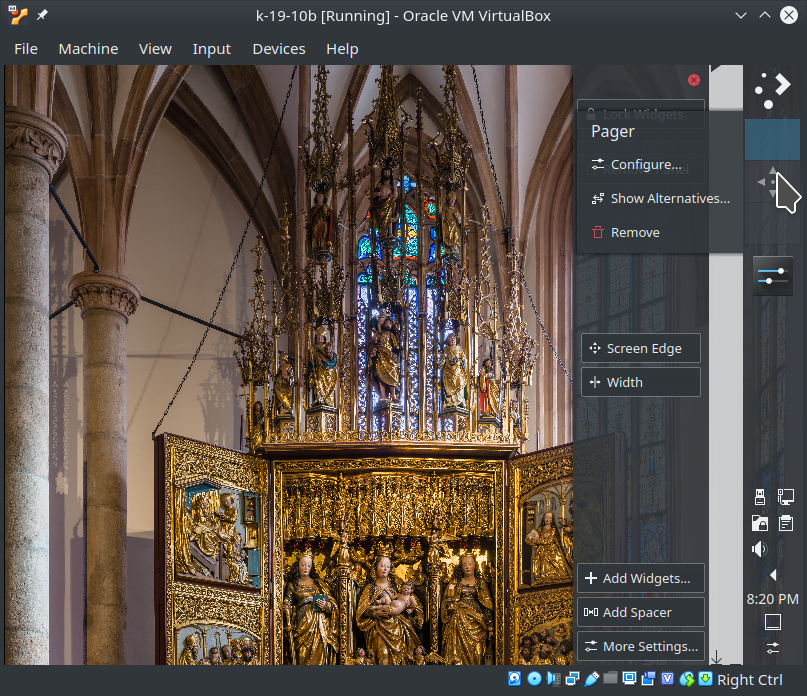 k-19-10b [Running] - Oracle VM VirtualBox
File Machine View Input Devices Help
Lock Widgets
Pager
Configure...
Show Alternatives...
Remove
Screen Edge
Width
Add Widgets...
Add Spacer
More Settings...
8:20 PM
Right Ctrl